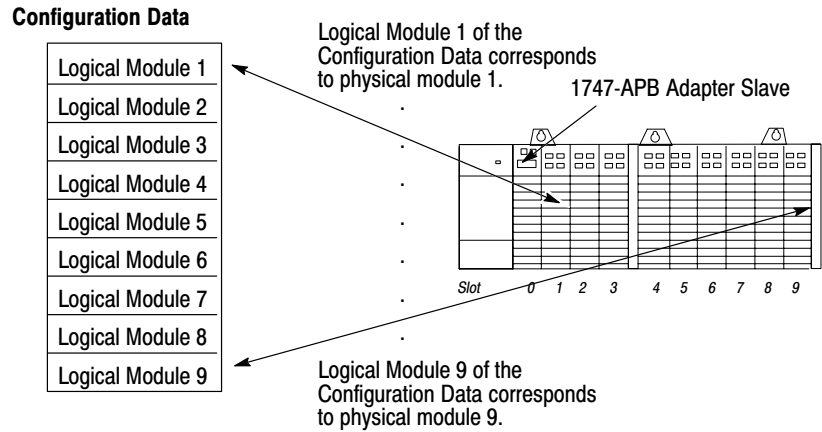 Configuration Data
Logical Module 1
Logical Module 2
Logical Module 3
Logical Module 4
Logical Module 5
Logical Module 6
Logical Module 7
Logical Module 8
Logical Module 9
Logical Module 1 of the
Configuration Data corresponds
to physical module 1.
1747-APB Adapter Slave
Slot 0 1 2 3 4 5 6 7 8 9
Logical Module 9 of the
Configuration Data corresponds
to physical module 9.